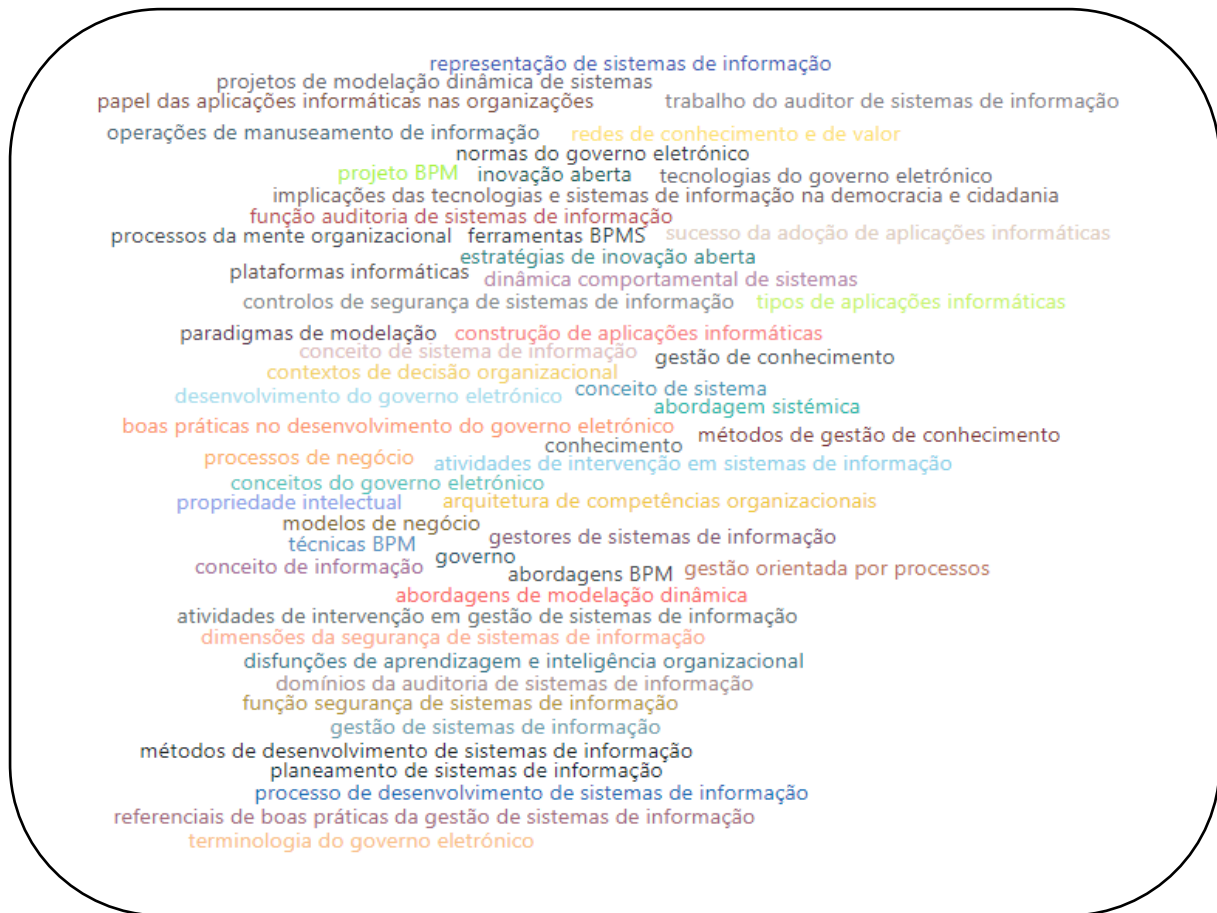 representação de sistemas de informação
projetos de modelação dinâmica de sistemas
papel das aplicações informáticas nas organizações trabalho do auditor de sistemas de informação
operações de manuseamento de informação redes de conhecimento e de valor
normas do governo eletrónico
projeto BPM inovação aberta tecnologias do governo eletrónico
implicações das tecnologias e sistemas de informação na democracia e cidadania
função auditoria de sistemas de informação
processos da mente organizacional ferramentas BPMS sucesso da adoção de aplicações informáticas
estratégias de inovação aberta
plataformas informáticas dinâmica comportamental de sistemas
controlos de segurança de sistemas de informação tipos de aplicações informáticas
paradigmas de modelação construção de aplicações informáticas
conceito de sistema de informação gestão de conhecimento
contextos de decisão organizacional
desenvolvimento do governo eletrónico conceito de sistema
abordagem sistémica
boas práticas no desenvolvimento do governo eletrónico métodos de gestão de conhecimento
conhecimento
processos de negócio atividades de intervenção em sistemas de informação
conceitos do governo eletrónico
propriedade intelectual arquitetura de competências organizacionais
modelos de negócio
técnicas BPM gestores de sistemas de informação
governo
conceito de informação abordagens BPM gestão orientada por processos
abordagens de modelação dinâmica
atividades de intervenção em gestão de sistemas de informação
dimensões da segurança de sistemas de informação
disfunções de aprendizagem e inteligência organizacional
domínios da auditoria de sistemas de informação
função segurança de sistemas de informação
gestão de sistemas de informação
métodos de desenvolvimento de sistemas de informação
planeamento de sistemas de informação
processo de desenvolvimento de sistemas de informação
referenciais de boas práticas da gestão de sistemas de informação
terminologia do governo eletrónico